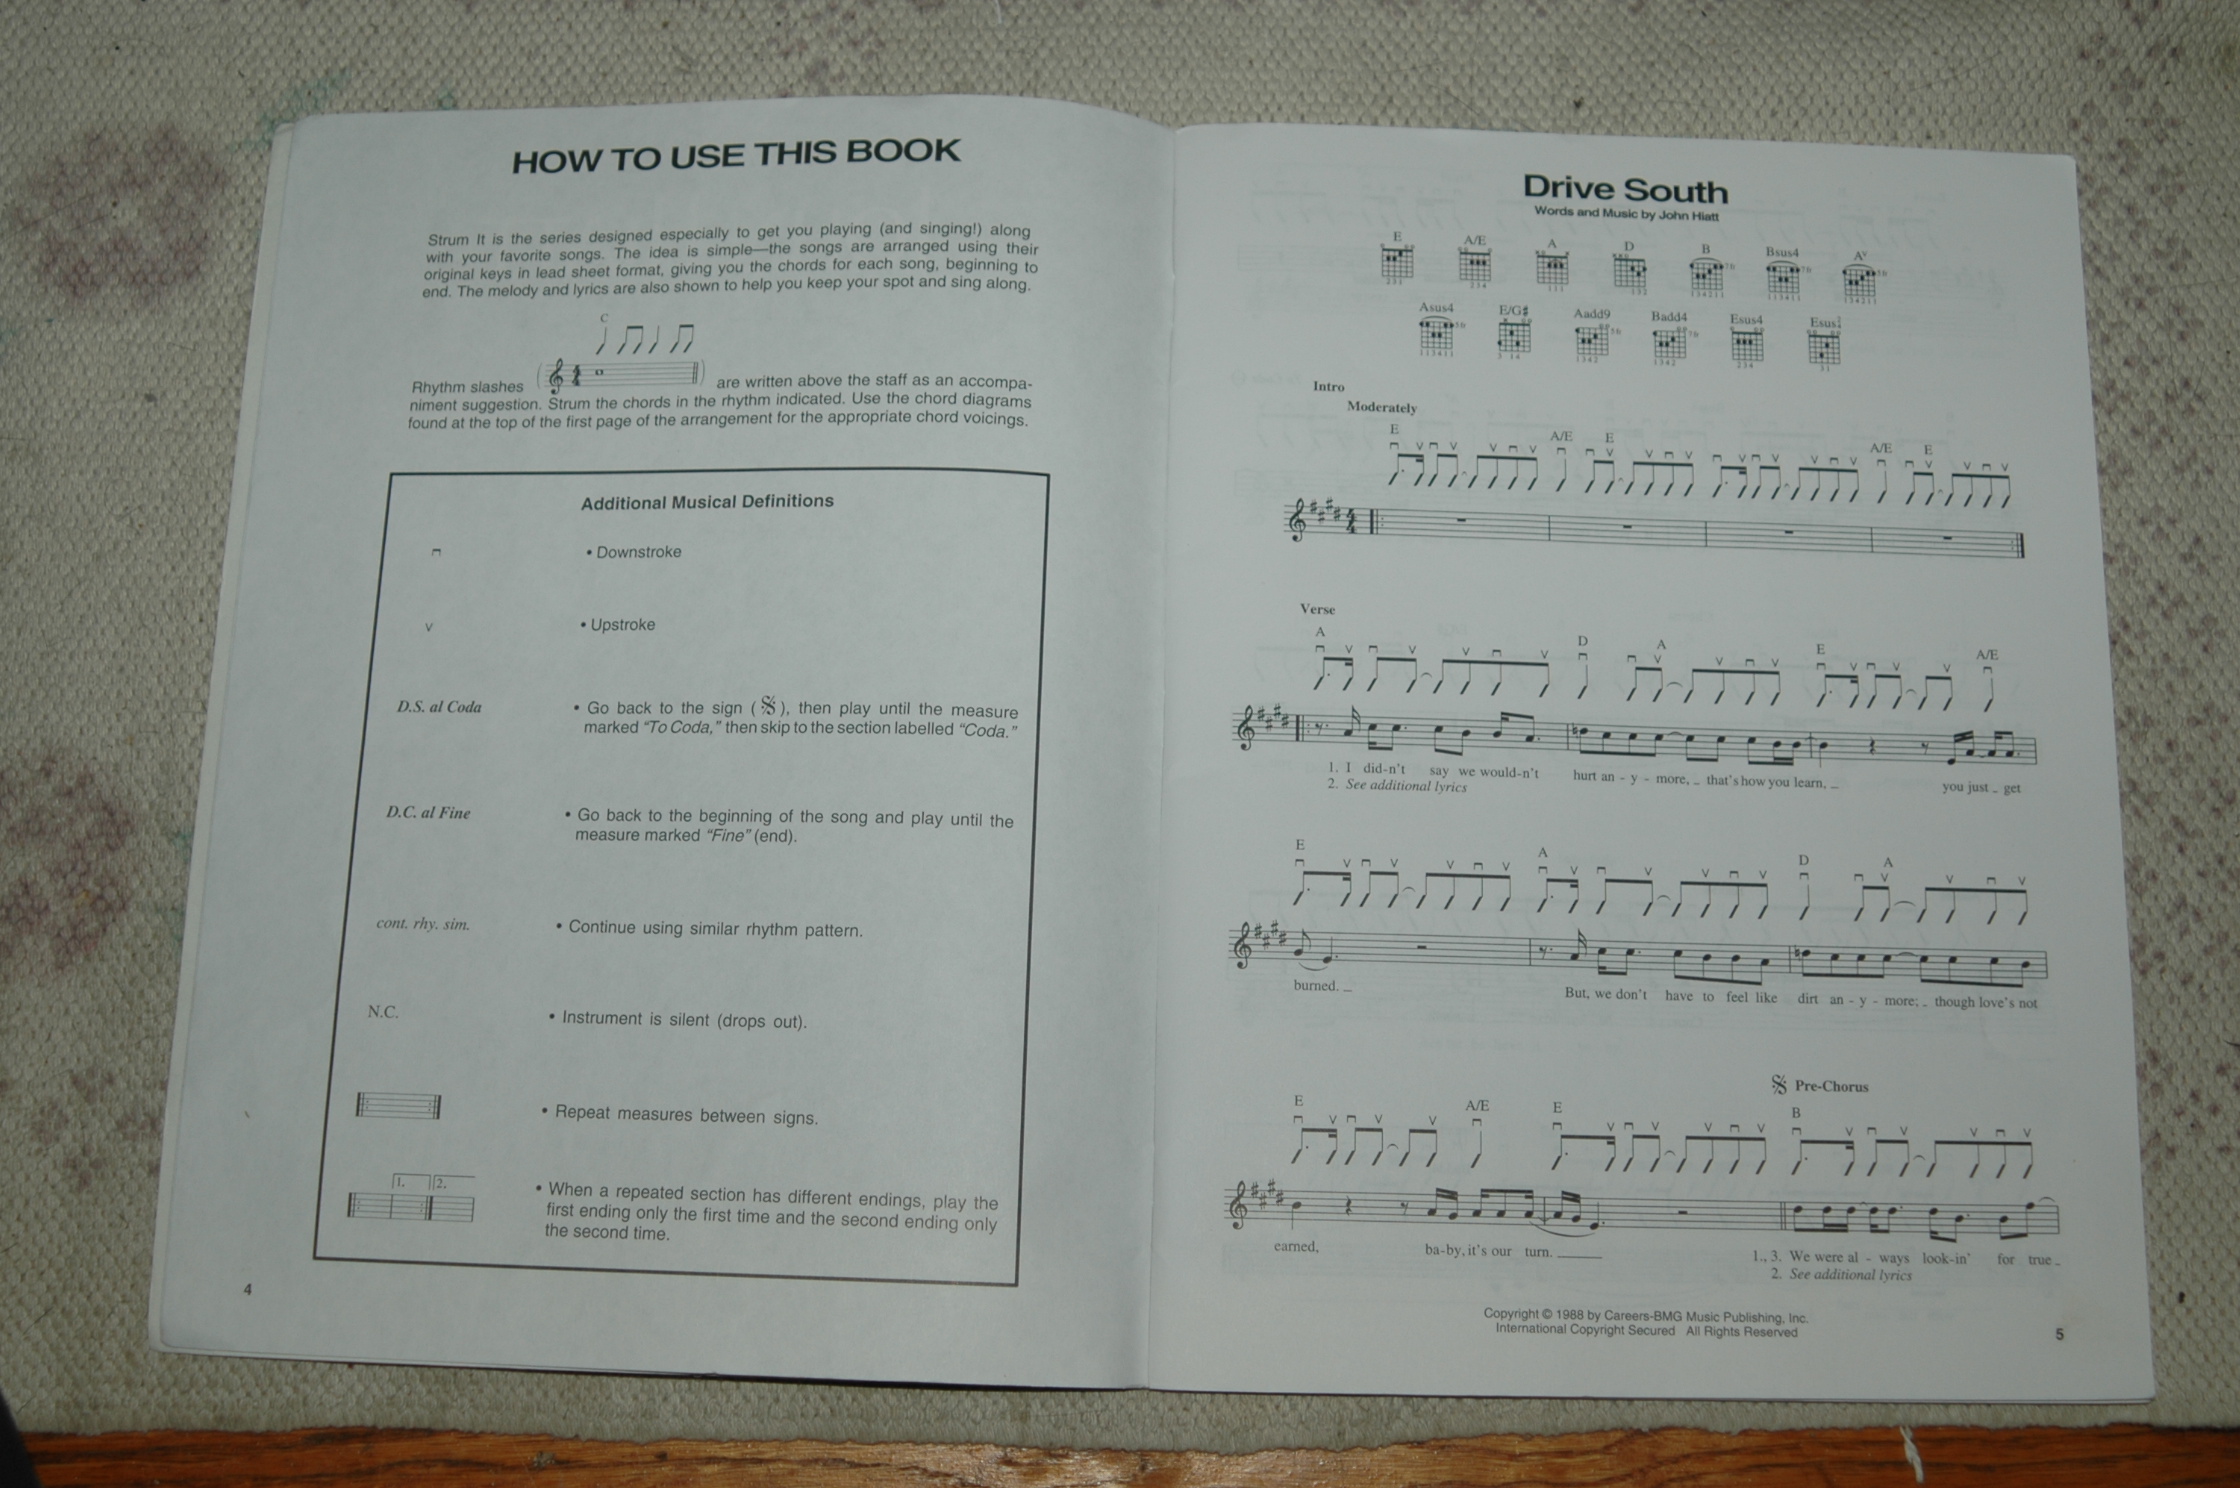 HOW TO USE THIS BOOK
Strum It is the series designed especially to get you playing (and singing!) along
with your favorite songs. The idea is simple—the songs are arranged using their
original keys in lead sheet format, giving you the chords for each song, beginning to
end. The melody and lyrics are also shown to help you keep your spot and sing along.
C
Rhythm slashes are written above the staff as an accompa-
niment suggestion. Strum the chords in the rhythm indicated. Use the chord diagrams
found at the top of the first page of the arrangement for the appropriate chord voicings.
Additional Musical Definitions
• Downstroke
V • Upstroke
D.S. al Coda • Go back to the sign (𝄋), then play until the measure
marked “To Coda,” then skip to the section labelled “Coda.”
D.C. al Fine • Go back to the beginning of the song and play until the
measure marked “Fine” (end).
cont. rhy. sim. • Continue using similar rhythm pattern.
N.C. • Instrument is silent (drops out).
• Repeat measures between signs.
1. 2.
• When a repeated section has different endings, play the
first ending only the first time and the second ending only
the second time.
4
Drive South
Words and Music by John Hiatt
E A/E A D B Bsus4
Asus4 E/G♯ Aadd9 Badd4 Esus4
Intro
Moderately
E A/E E A/E E
Verse
A D A E A/E
1. I did-n't say we would-n't hurt an - y - more, that's how you learn, you just get
2. See additional lyrics
E A D A
burned.
But, we don't have to feel like dirt an - y - more; though love's not
𝄋 Pre-Chorus
E A/E E B
earned, ba-by, it's our turn. 1., 3. We were al - ways look-in' for true
2. See additional lyrics
Copyright © 1988 by Careers-BMG Music Publishing, Inc.
International Copyright Secured All Rights Reserved
5